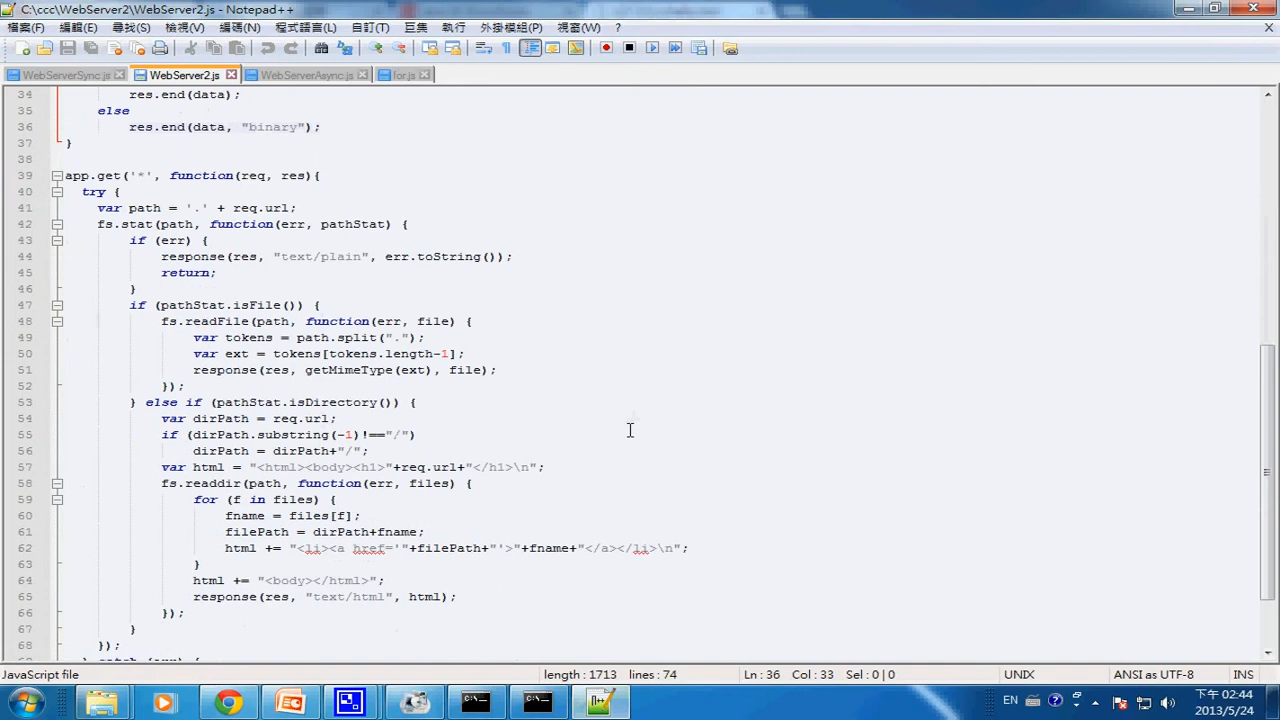 C:\ccc\WebServer2\WebServer2.js - Notepad++
檔案(F) 編輯(E) 尋找(S) 檢視(V) 編碼(N) 程式語言(L) 自訂(T) 巨集 執行 外掛模組(P) 視窗(W) ?
WebServerSync.js WebServer2.js WebServerAsync.js for.js
34 res.end(data);
35 else
36 res.end(data, "binary");
37 }
38
39 app.get('*', function(req, res){
40 try {
41 var path = '.' + req.url;
42 fs.stat(path, function(err, pathStat) {
43 if (err) {
44 response(res, "text/plain", err.toString());
45 return;
46 }
47 if (pathStat.isFile()) {
48 fs.readFile(path, function(err, file) {
49 var tokens = path.split(".");
50 var ext = tokens[tokens.length-1];
51 response(res, getMimeType(ext), file);
52 });
53 } else if (pathStat.isDirectory()) {
54 var dirPath = req.url;
55 if (dirPath.substring(-1)!=="/")
56 dirPath = dirPath+"/";
57 var html = "<html><body><h1>"+req.url+"</h1>\n";
58 fs.readdir(path, function(err, files) {
59 for (f in files) {
60 fname = files[f];
61 filePath = dirPath+fname;
62 html += "<li><a href='"+filePath+"'>"+fname+"</a></li>\n";
63 }
64 html += "<body></html>";
65 response(res, "text/html", html);
66 });
67 }
68 });
69 } catch (err) {
JavaScript file length : 1713 lines : 74 Ln : 36 Col : 33 Sel : 0 | 0 UNIX ANSI as UTF-8 INS
C:\... C:\... EN 下午 02:44
2013/5/24